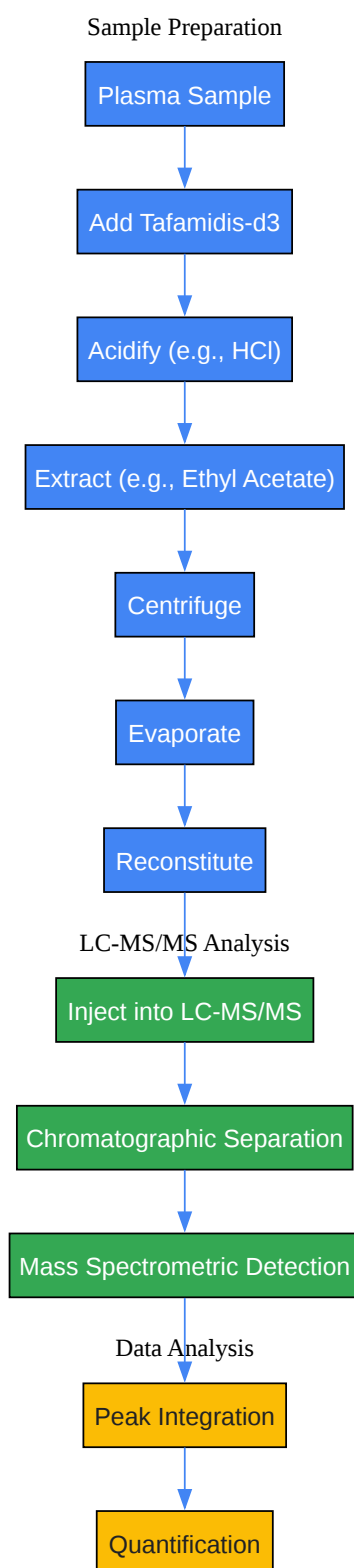 Sample Preparation
Plasma Sample
Add Tafamidis-d3
Acidify (e.g., HCl)
Extract (e.g., Ethyl Acetate)
Centrifuge
Evaporate
Reconstitute
LC-MS/MS Analysis
Inject into LC-MS/MS
Chromatographic Separation
Mass Spectrometric Detection
Data Analysis
Peak Integration
Quantification